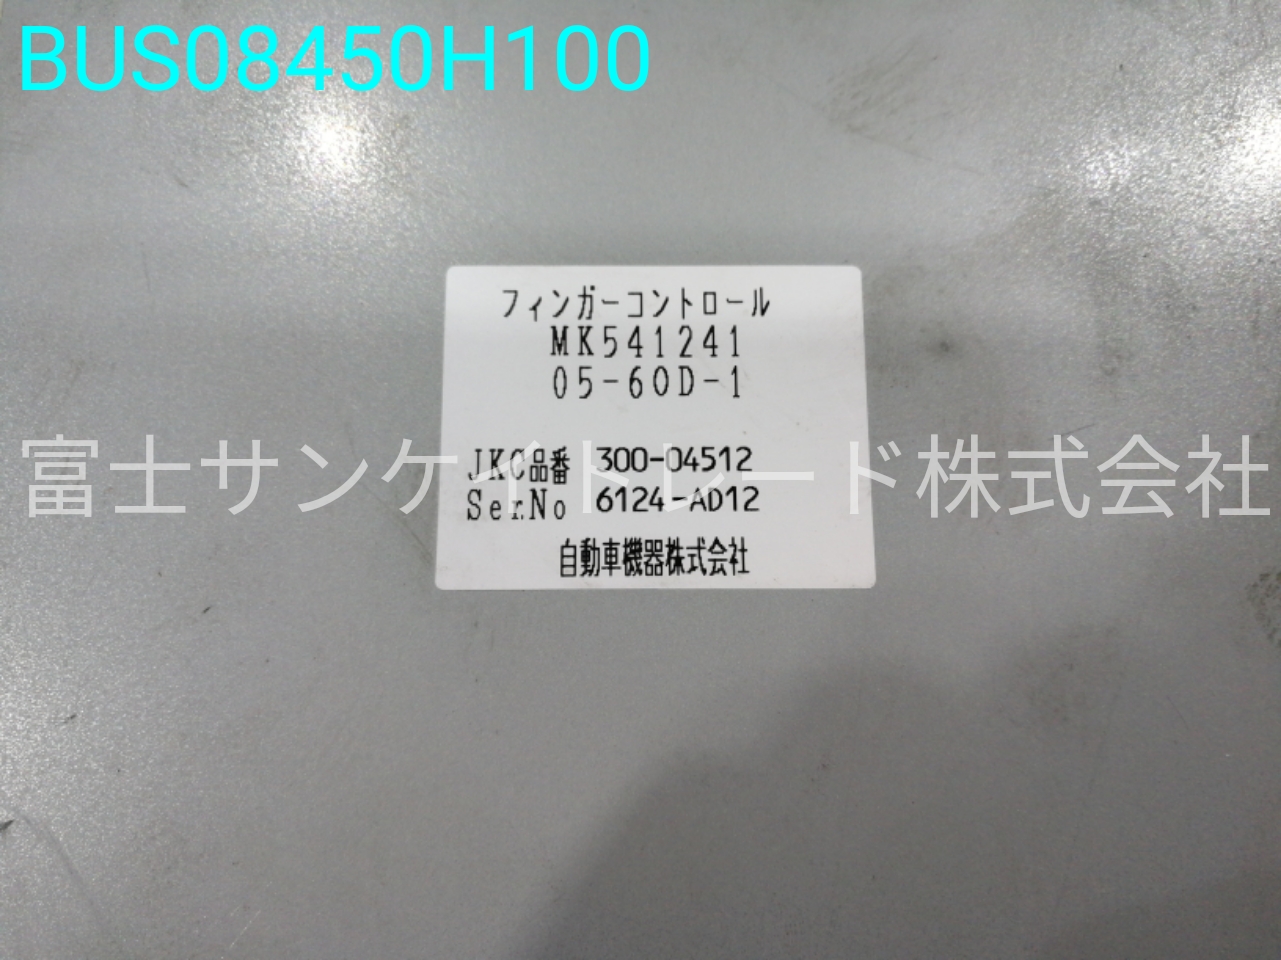 BUS08450H100
フィンガーコントロール
MK541241
05-60D-1
富士サンケイトレード株式会社
JKC品番 300-04512
Ser.No 6124-AD12
自動車機器株式会社